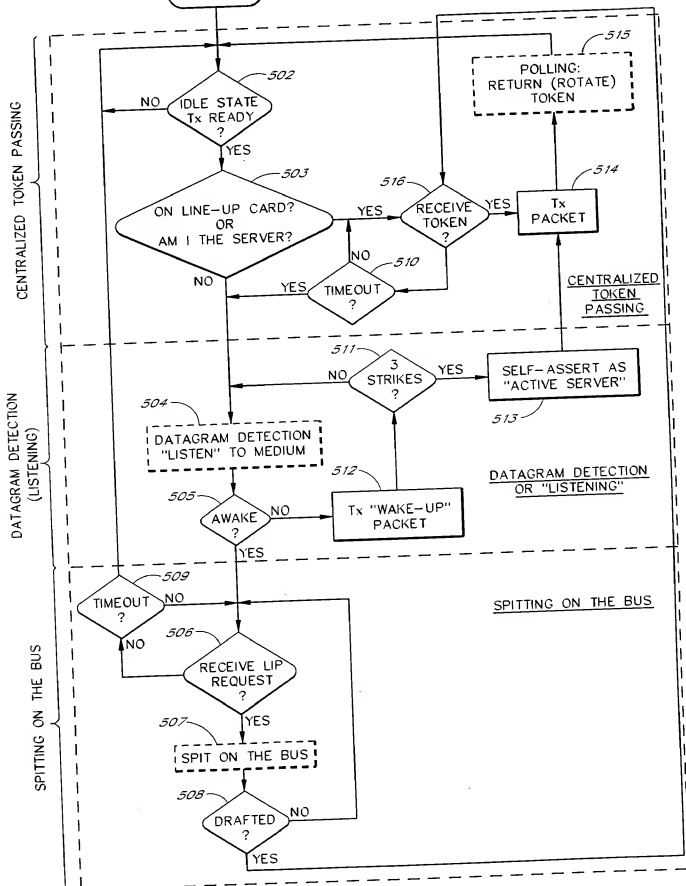 515
POLLING:
RETURN (ROTATE)
TOKEN
502
NO
IDLE STATE
Tx READY
?
YES
503
ON LINE-UP CARD?
OR
AM I THE SERVER?
YES
516
RECEIVE
TOKEN
?
YES
514
Tx
PACKET
NO
510
NO
YES
TIMEOUT
?
CENTRALIZED
TOKEN
PASSING
CENTRALIZED TOKEN PASSING
511
3
STRIKES
?
NO
YES
SELF-ASSERT AS
"ACTIVE SERVER"
513
504
DATAGRAM DETECTION
"LISTEN" TO MEDIUM
512
Tx "WAKE-UP"
PACKET
505
AWAKE
?
NO
YES
DATAGRAM DETECTION
OR "LISTENING"
DATAGRAM DETECTION
(LISTENING)
509
TIMEOUT
?
NO
NO
SPITTING ON THE BUS
506
RECEIVE LIP
REQUEST
?
YES
507
SPIT ON THE BUS
508
DRAFTED
?
NO
YES
SPITTING ON THE BUS